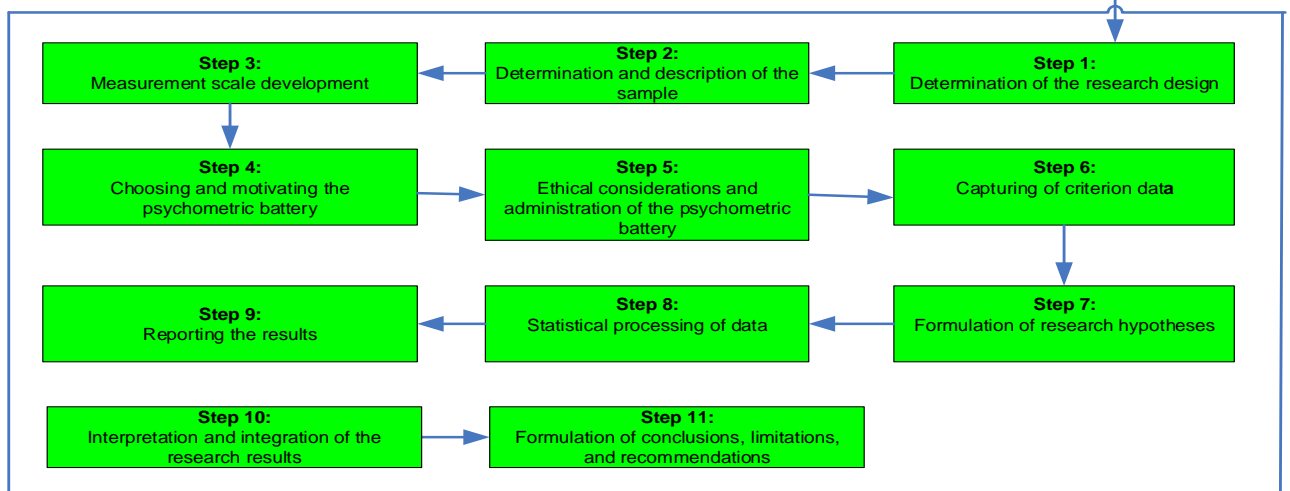 Step 1:
Determination of the research design
Step 2:
Determination and description of the
sample
Step 3:
Measurement scale development
Step 4:
Choosing and motivating the
psychometric battery
Step 5:
Ethical considerations and
administration of the psychometric
battery
Step 6:
Capturing of criterion data
Step 7:
Formulation of research hypotheses
Step 8:
Statistical processing of data
Step 9:
Reporting the results
Step 10:
Interpretation and integration of the
research results
Step 11:
Formulation of conclusions, limitations,
and recommendations